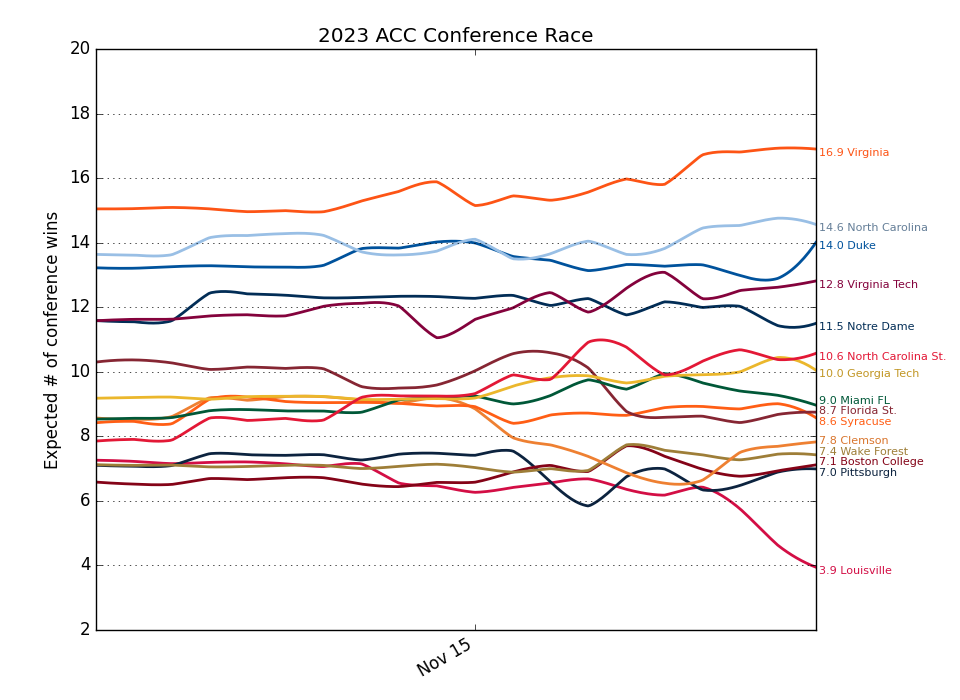 2023 ACC Conference Race
Expected # of conference wins
20
18
16
14
12
10
8
6
4
2
Nov 15
16.9 Virginia
14.6 North Carolina
14.0 Duke
12.8 Virginia Tech
11.5 Notre Dame
10.6 North Carolina St.
10.0 Georgia Tech
9.0 Miami FL
8.7 Florida St.
8.6 Syracuse
7.8 Clemson
7.4 Wake Forest
7.1 Boston College
7.0 Pittsburgh
3.9 Louisville